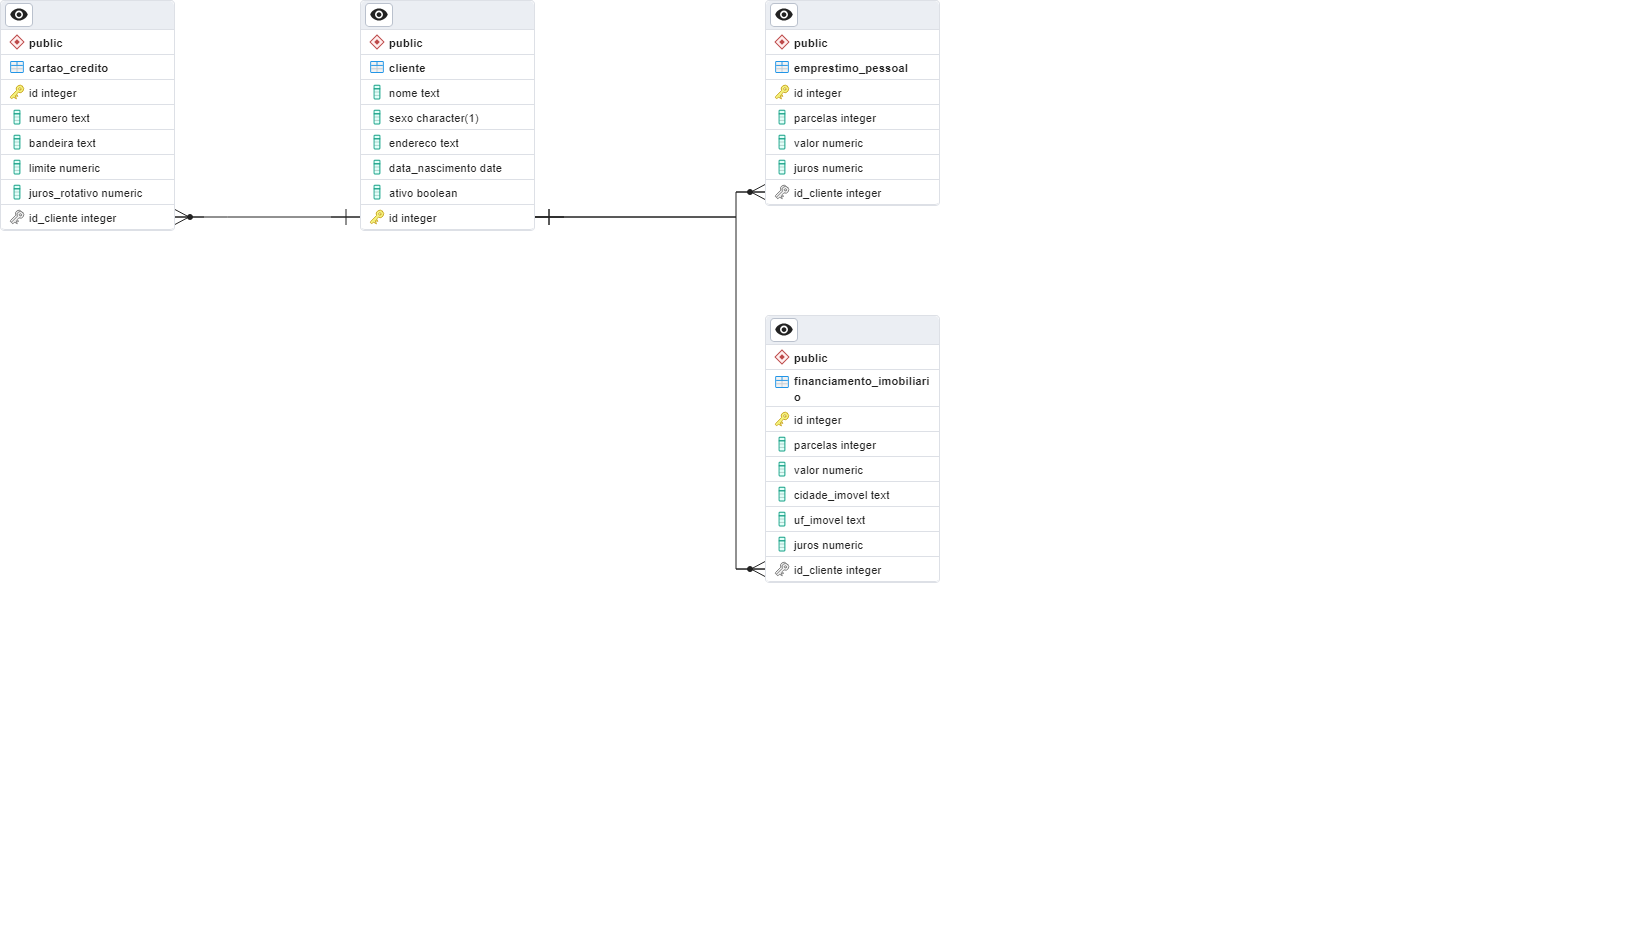 public
cartao_credito
id integer
numero text
bandeira text
limite numeric
juros_rotativo numeric
id_cliente integer
public
cliente
nome text
sexo character(1)
endereco text
data_nascimento date
ativo boolean
id integer
public
emprestimo_pessoal
id integer
parcelas integer
valor numeric
juros numeric
id_cliente integer
public
financiamento_imobiliari
o
id integer
parcelas integer
valor numeric
cidade_imovel text
uf_imovel text
juros numeric
id_cliente integer